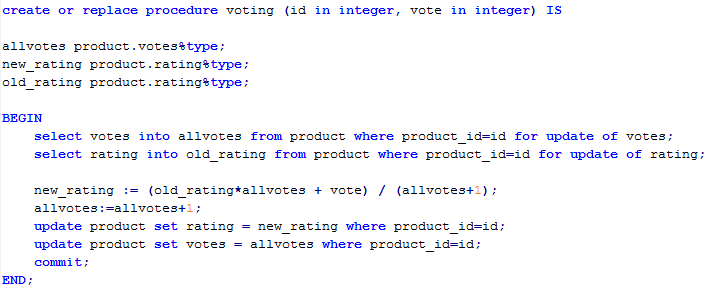 create or replace procedure voting (id in integer, vote in integer) IS
allvotes product.votes%type;
new_rating product.rating%type;
old_rating product.rating%type;
BEGIN
select votes into allvotes from product where product_id=id for update of votes;
select rating into old_rating from product where product_id=id for update of rating;
new_rating := (old_rating*allvotes + vote) / (allvotes+1);
allvotes:=allvotes+1;
update product set rating = new_rating where product_id=id;
update product set votes = allvotes where product_id=id;
commit;
END;